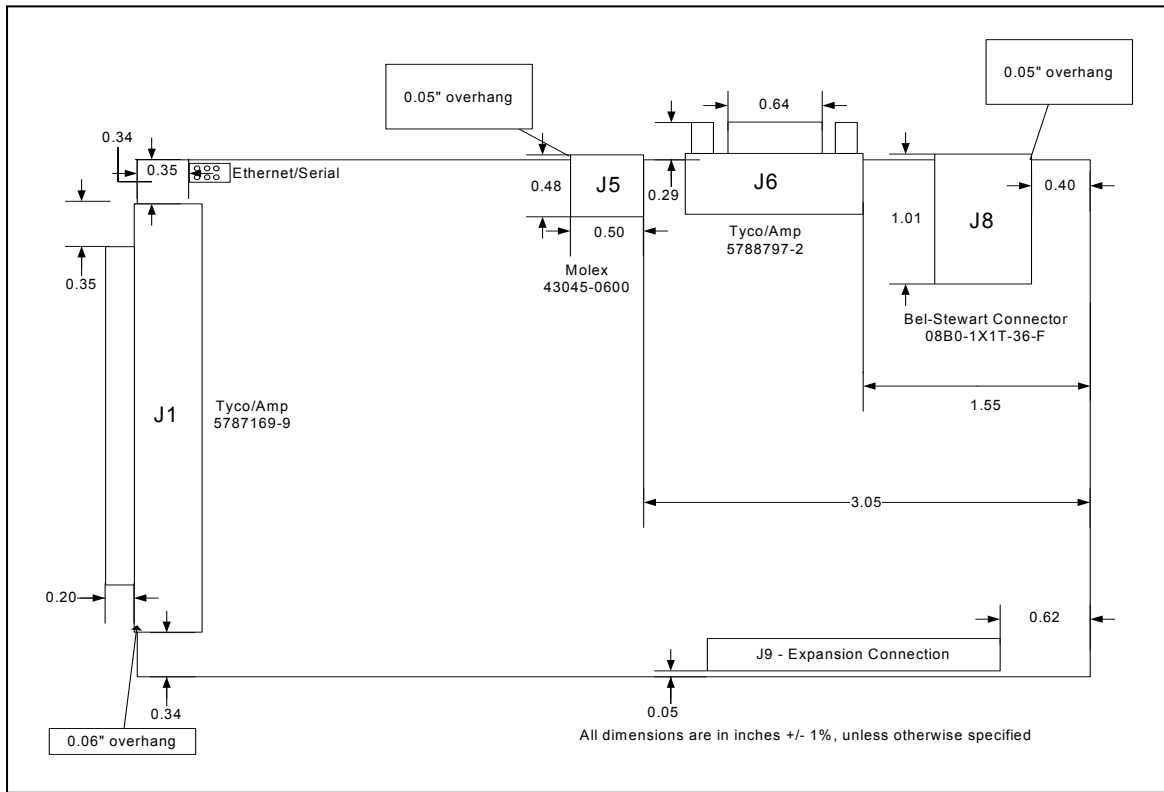 0.05" overhang
0.05" overhang
0.64
0.34
0.35
Ethernet/Serial
0.48
J5
0.29
J6
0.40
1.01
J8
0.50
Tyco/Amp
5788797-2
Molex
43045-0600
0.35
Bel-Stewart Connector
08B0-1X1T-36-F
J1
Tyco/Amp
5787169-9
1.55
3.05
0.20
0.62
J9 - Expansion Connection
0.34
0.05
0.06" overhang
All dimensions are in inches +/- 1%, unless otherwise specified